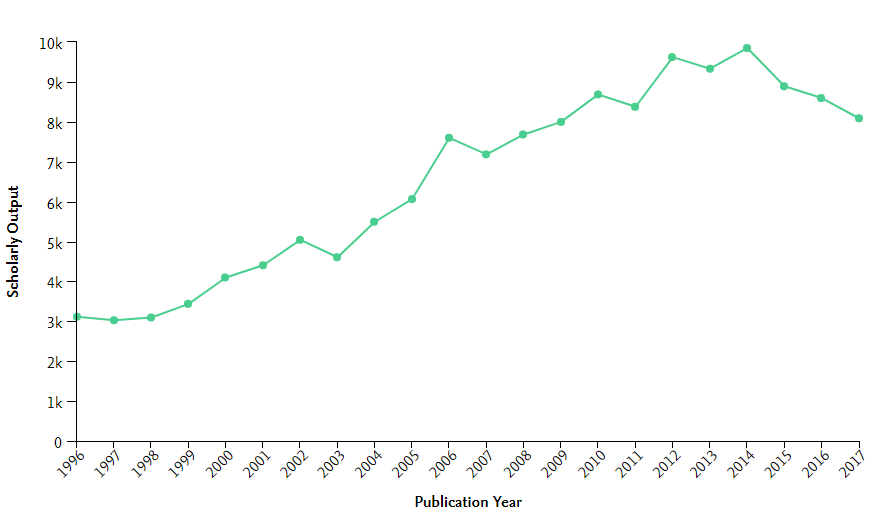 10k
9k
8k
7k
6k
5k
4k
3k
2k
1k
0
Scholarly Output
1996
1997
1998
1999
2000
2001
2002
2003
2004
2005
2006
2007
2008
2009
2010
2011
2012
2013
2014
2015
2016
2017
Publication Year